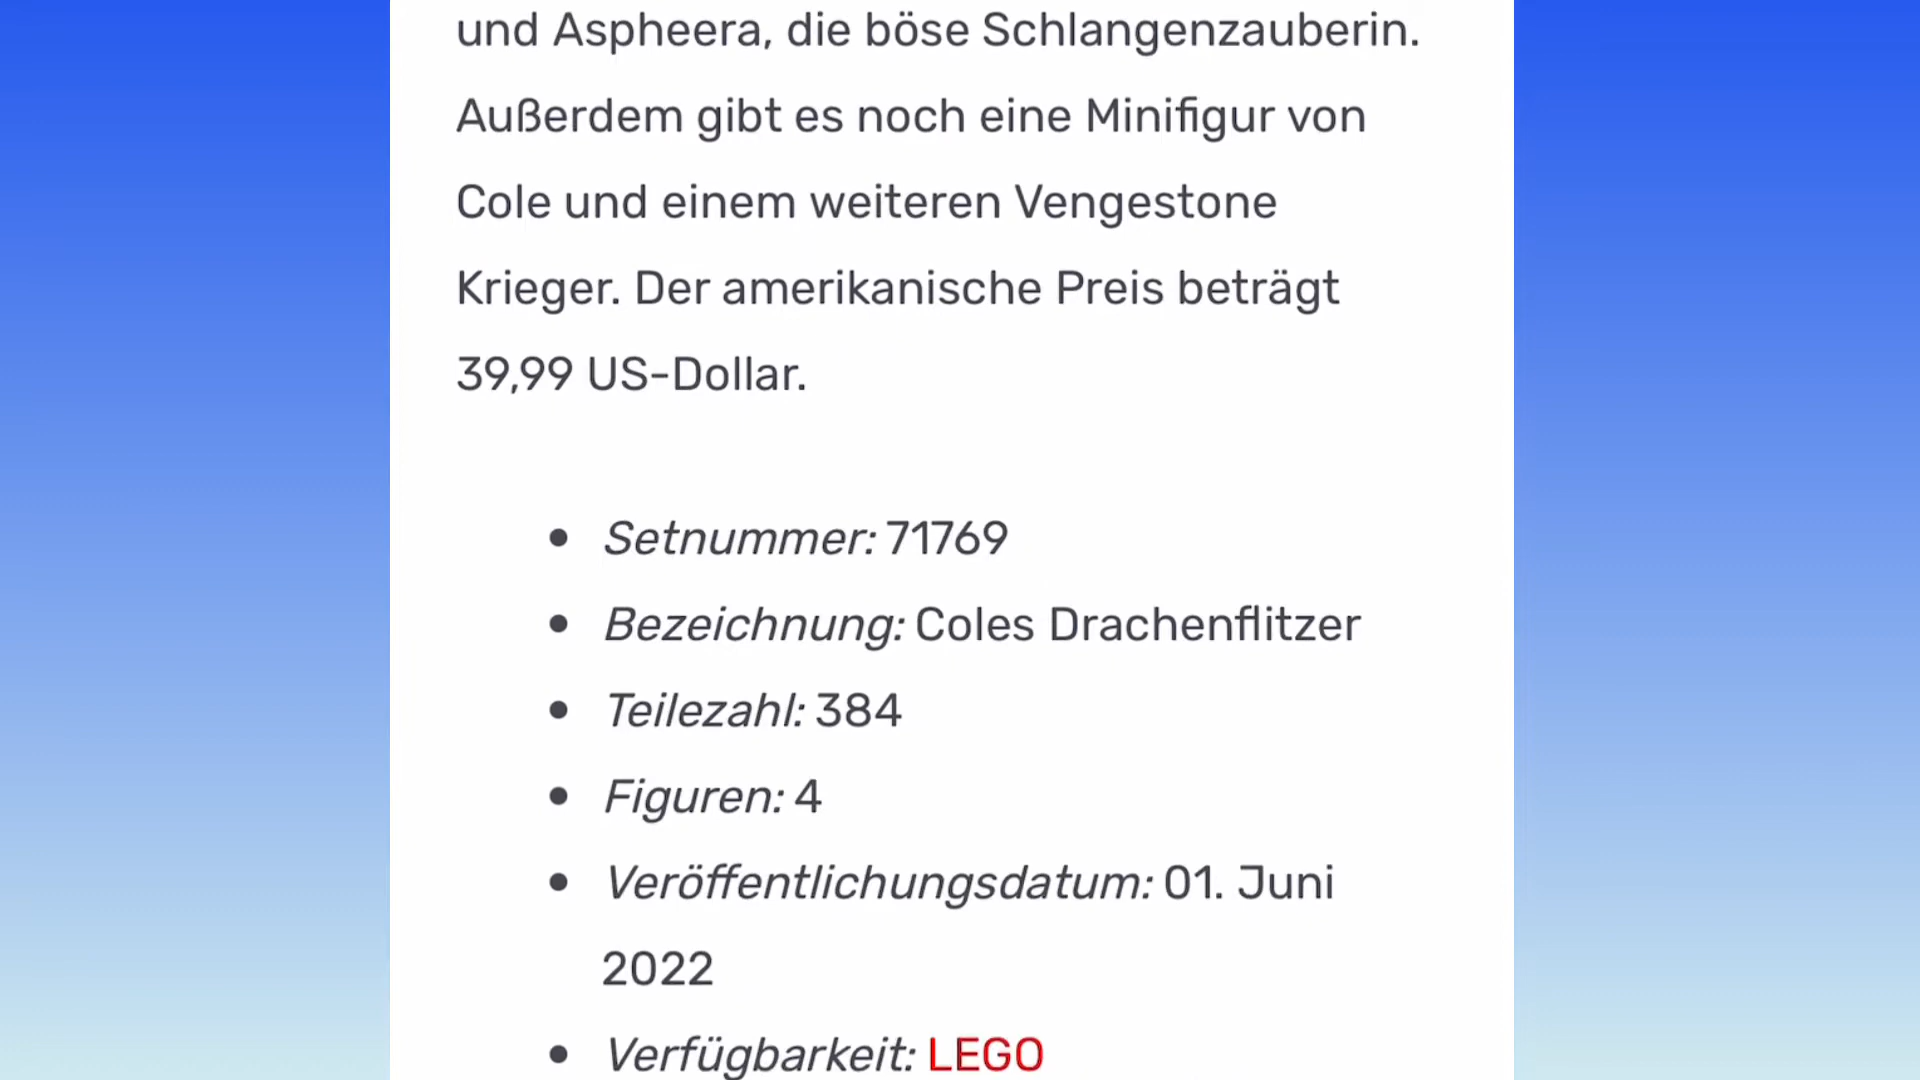 und Aspheera, die böse Schlangenzauberin.
Außerdem gibt es noch eine Minifigur von
Cole und einem weiteren Vengestone
Krieger. Der amerikanische Preis beträgt
39,99 US-Dollar.
• Setnummer: 71769
• Bezeichnung: Coles Drachenflitzer
• Teilezahl: 384
• Figuren: 4
• Veröffentlichungsdatum: 01. Juni
2022
• Verfügbarkeit: LEGO